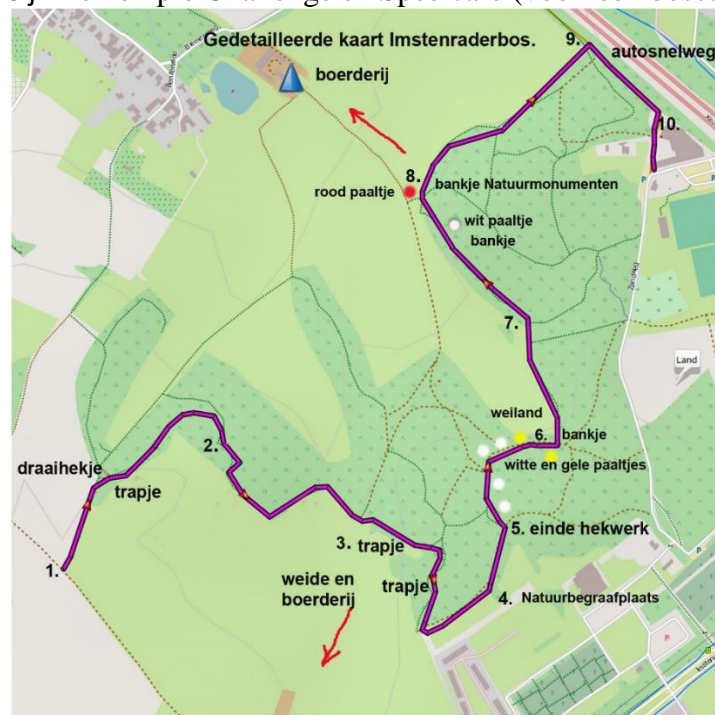 Gedetailleerde kaart Imstenraderbos.
boerderij
9.
autosnelweg
10.
8.
bankje Natuurmonumenten
rood paaltje
wit paaltje
bankje
P
P
Zandweg
7.
Land
weiland
6. bankje
witte en gele paaltjes
2.
draaihekje
trapje
5. einde hekwerk
3. trapje
1.
trapje
weide en
boerderij
4. Natuurbegraafplaats
P